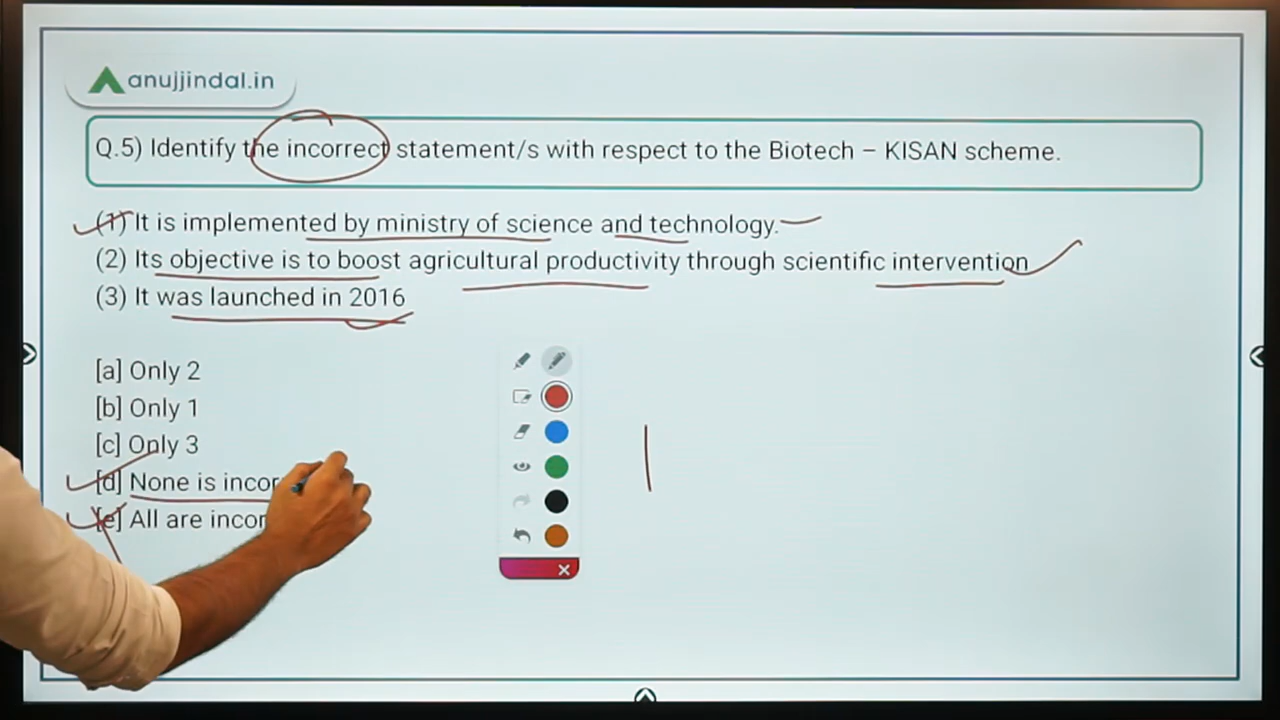 anujjindal.in
Q.5) Identify the incorrect statement/s with respect to the Biotech – KISAN scheme.
(1) It is implemented by ministry of science and technology.
(2) Its objective is to boost agricultural productivity through scientific intervention
(3) It was launched in 2016
[a] Only 2
[b] Only 1
[c] Only 3
[d] None is incor
[e] All are incor